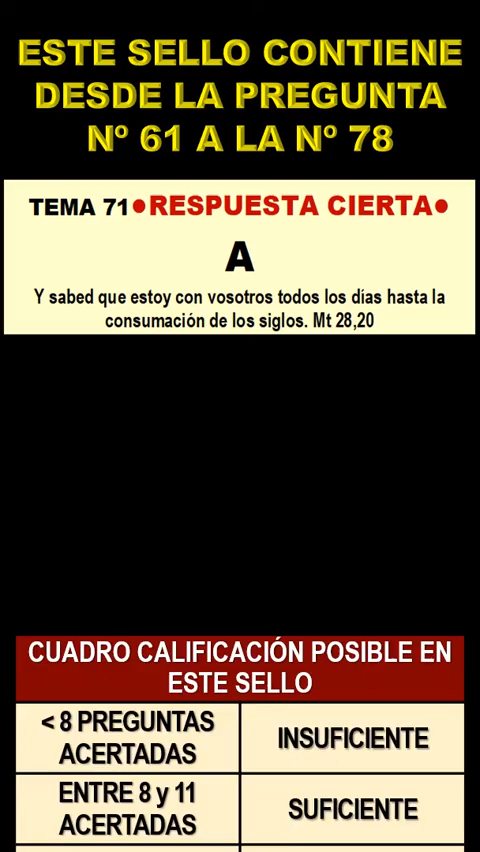 ESTE SELLO CONTIENE
DESDE LA PREGUNTA
Nº 61 A LA Nº 78
TEMA 71●RESPUESTA CIERTA●
A
Y sabed que estoy con vosotros todos los días hasta la
consumación de los siglos. Mt 28,20
CUADRO CALIFICACIÓN POSIBLE EN
ESTE SELLO
< 8 PREGUNTAS
ACERTADAS
INSUFICIENTE
ENTRE 8 y 11
ACERTADAS
SUFICIENTE